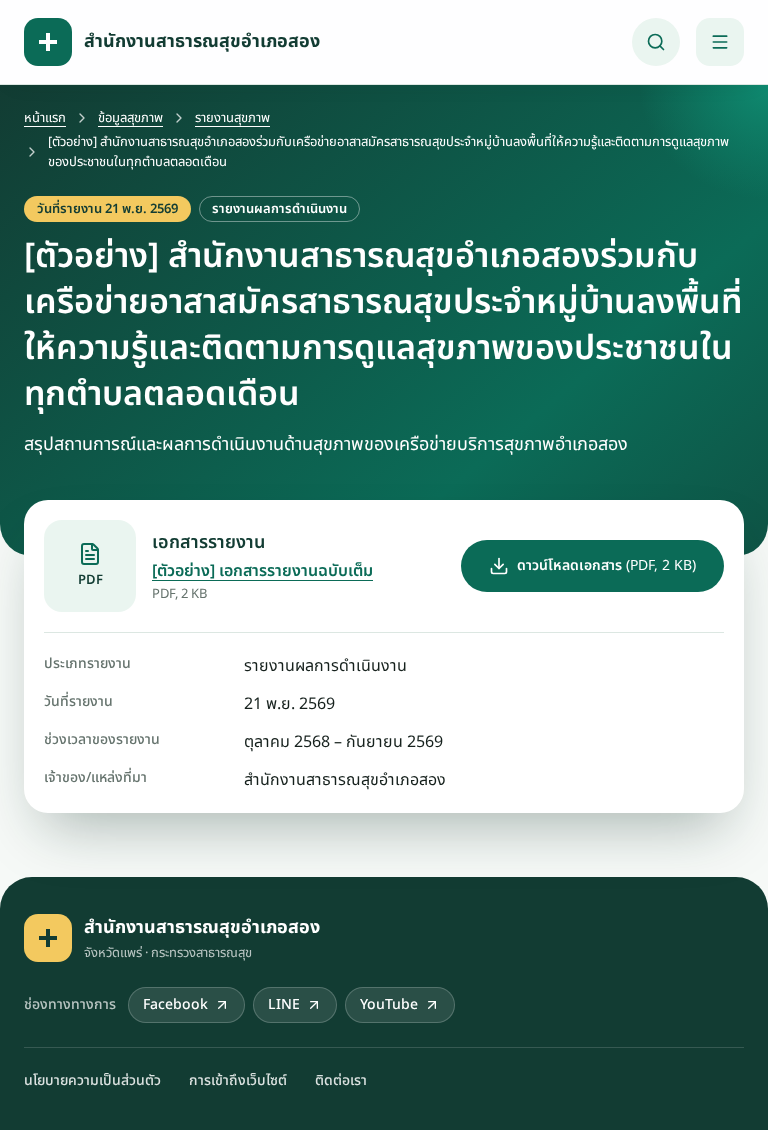 สำนักงานสาธารณสุขอำเภอสอง
หน้าแรก
ข้อมูลสุขภาพ
รายงานสุขภาพ
[ตัวอย่าง] สำนักงานสาธารณสุขอำเภอสองร่วมกับเครือข่ายอาสาสมัครสาธารณสุขประจำหมู่บ้านลงพื้นที่ให้ความรู้และติดตามการดูแลสุขภาพ
ของประชาชนในทุกตำบลตลอดเดือน
วันที่รายงาน 21 พ.ย. 2569
รายงานผลการดำเนินงาน
[ตัวอย่าง] สำนักงานสาธารณสุขอำเภอสองร่วมกับ
เครือข่ายอาสาสมัครสาธารณสุขประจำหมู่บ้านลงพื้นที่
ให้ความรู้และติดตามการดูแลสุขภาพของประชาชนใน
ทุกตำบลตลอดเดือน
สรุปสถานการณ์และผลการดำเนินงานด้านสุขภาพของเครือข่ายบริการสุขภาพอำเภอสอง
PDF
เอกสารรายงาน
[ตัวอย่าง] เอกสารรายงานฉบับเต็ม
PDF, 2 KB
ดาวน์โหลดเอกสาร (PDF, 2 KB)
ประเภทรายงาน
รายงานผลการดำเนินงาน
วันที่รายงาน
21 พ.ย. 2569
ช่วงเวลาของรายงาน
ตุลาคม 2568 – กันยายน 2569
เจ้าของ/แหล่งที่มา
สำนักงานสาธารณสุขอำเภอสอง
สำนักงานสาธารณสุขอำเภอสอง
จังหวัดแพร่ · กระทรวงสาธารณสุข
ช่องทางทางการ
Facebook
LINE
YouTube
นโยบายความเป็นส่วนตัว
การเข้าถึงเว็บไซต์
ติดต่อเรา